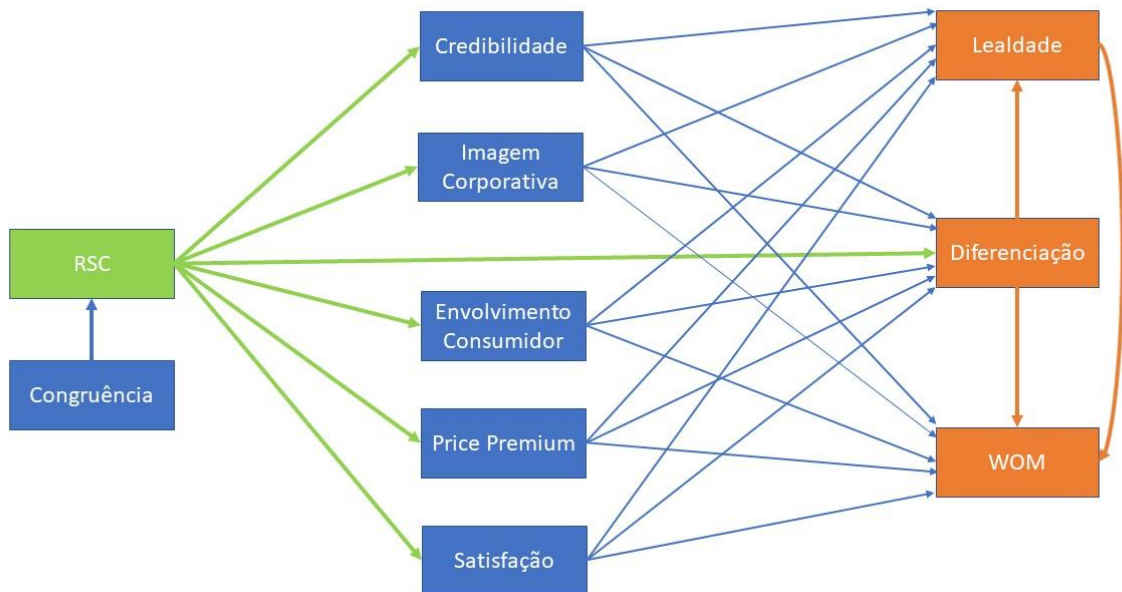 Credibilidade
Lealdade
Imagem
Corporativa
RSC
Diferenciação
Envolvimento
Consumidor
Congruência
Price Premium
WOM
Satisfação